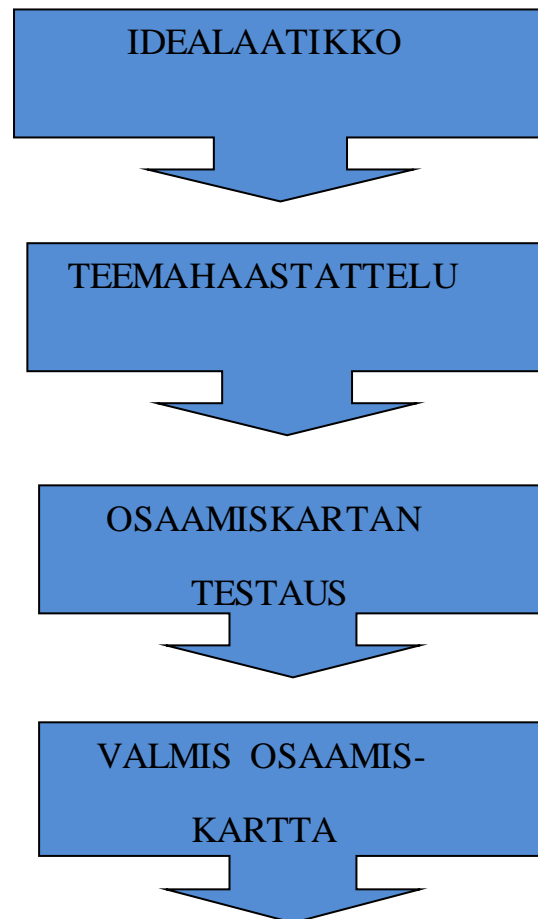 IDEALAATIKKO
TEEMAHAASTATTELU
OSAAMISKARTAN
TESTAUS
VALMIS OSAAMIS-
KARTTA